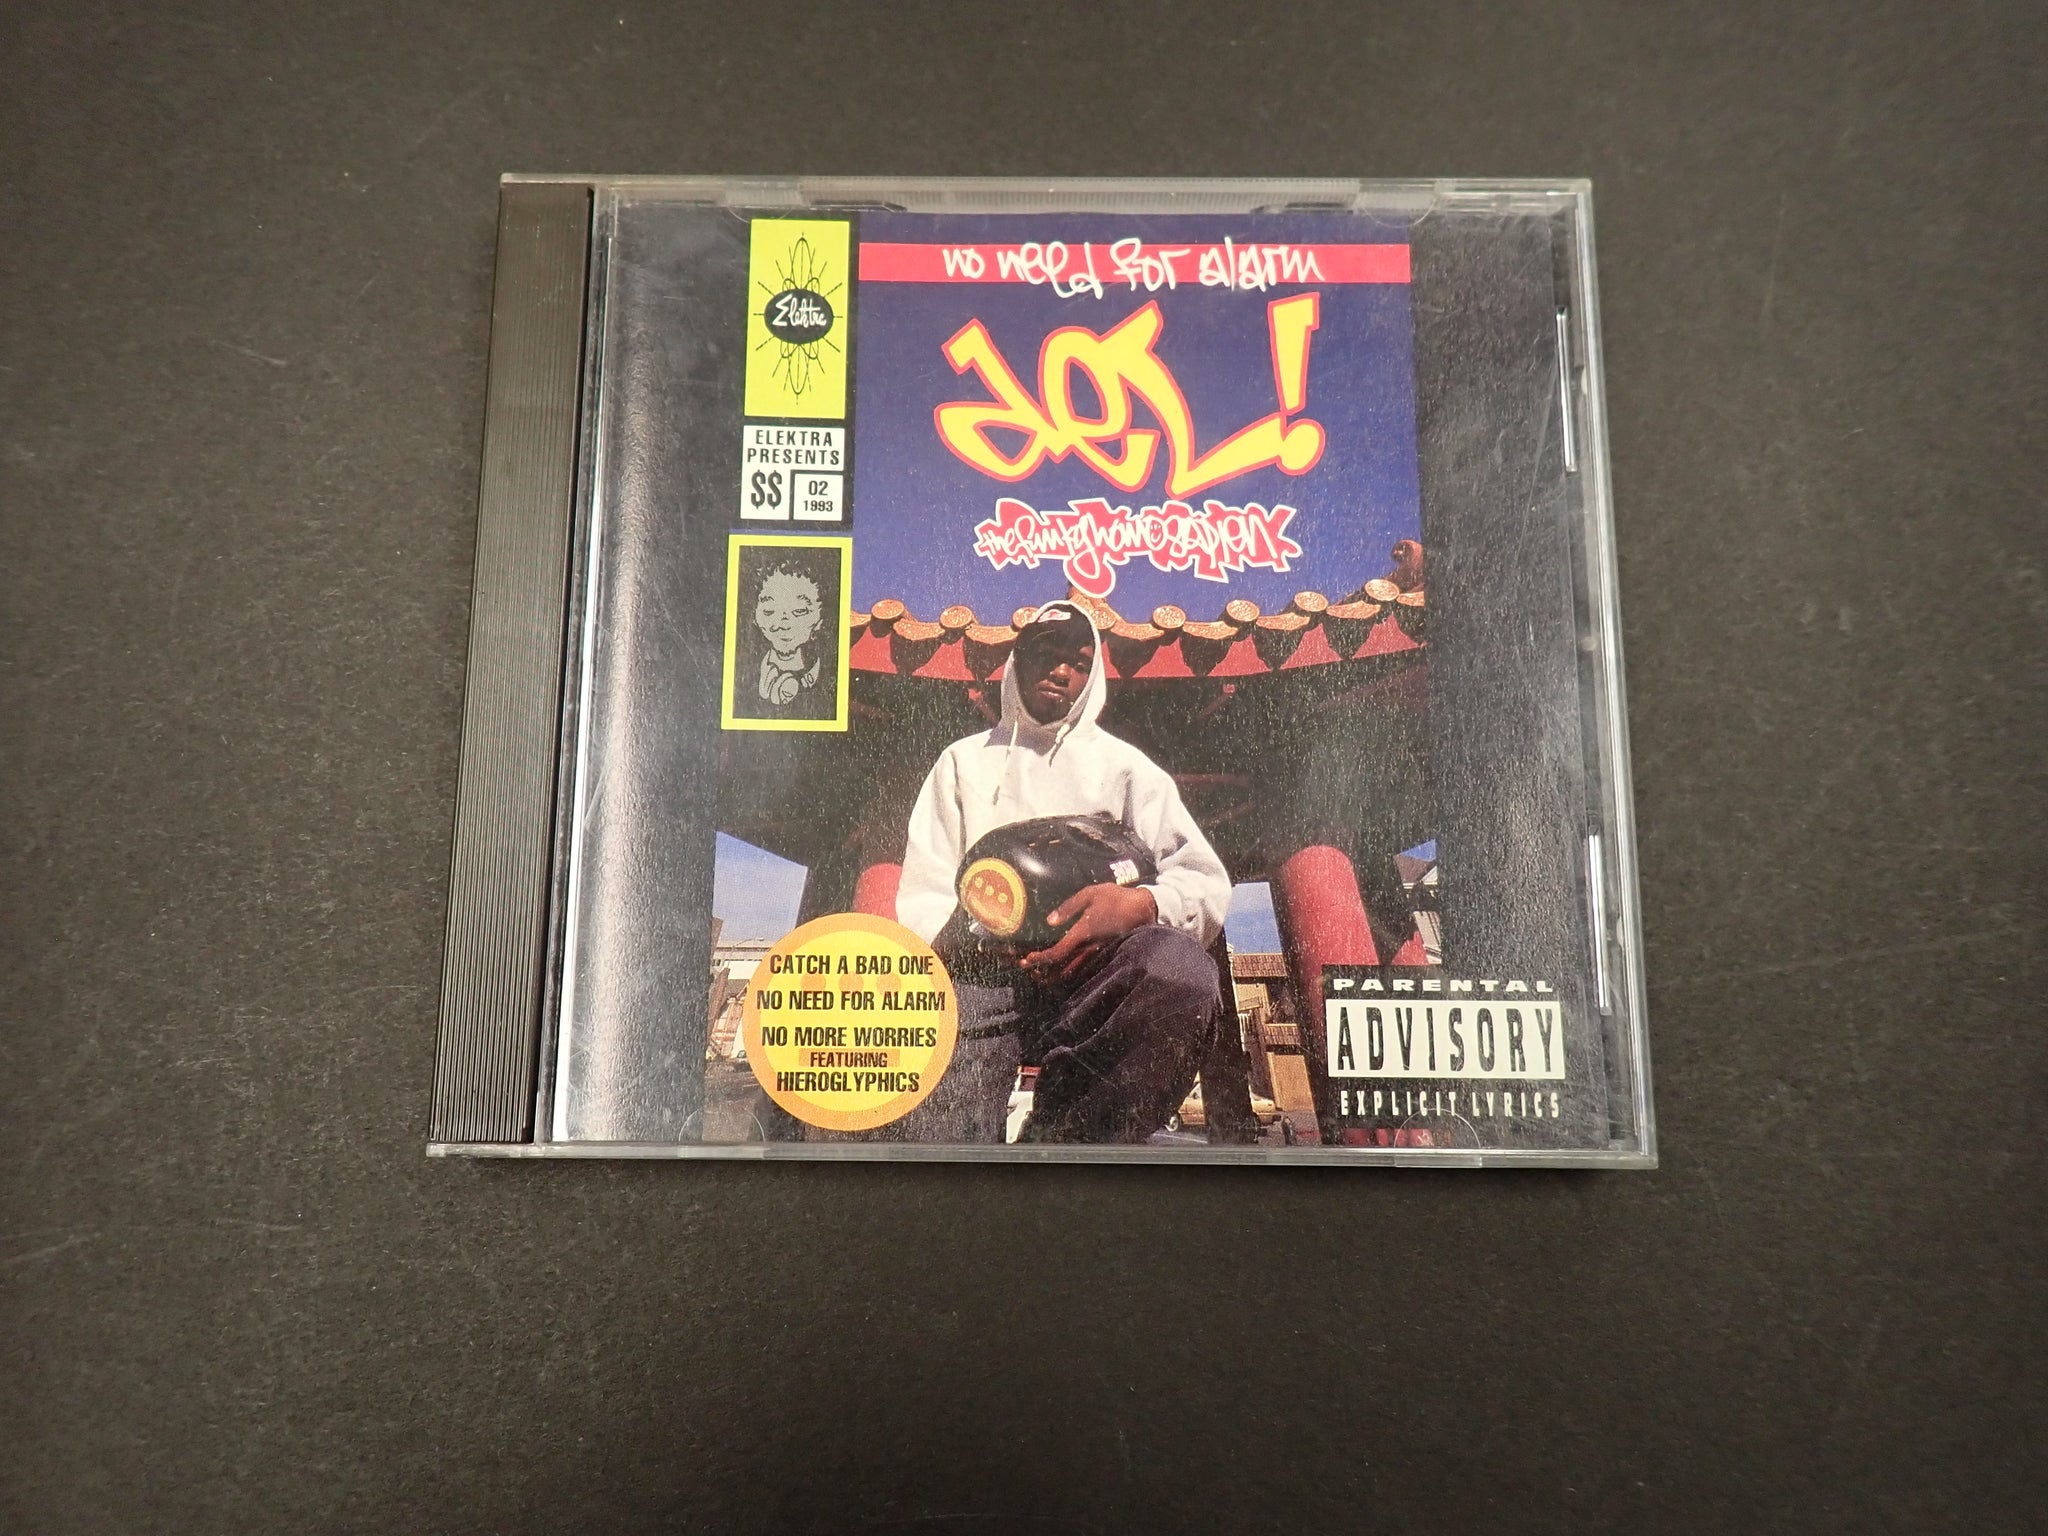 no need for alarm
del!
thefunkyhomosapien
Elektra
ELEKTRA
PRESENTS
$$
02
1993
CATCH A BAD ONE
NO NEED FOR ALARM
NO MORE WORRIES
FEATURING
HIEROGLYPHICS
PARENTAL
ADVISORY
EXPLICIT LYRICS